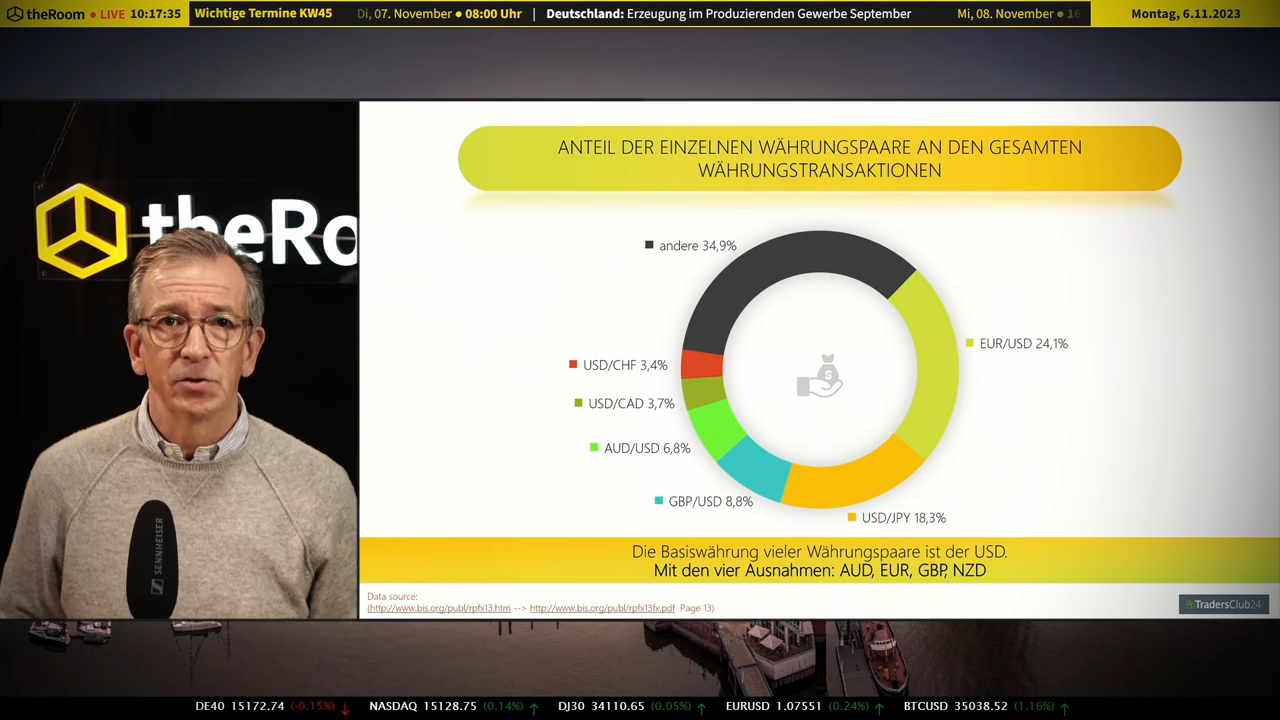 theRoom ● LIVE 10:17:35
Wichtige Termine KW45
Di, 07. November ● 08:00 Uhr | Deutschland: Erzeugung im Produzierenden Gewerbe September
Mi, 08. November ●
Montag, 6.11.2023
theRo
SENNHEISER
ANTEIL DER EINZELNEN WÄHRUNGSPAARE AN DEN GESAMTEN
WÄHRUNGSTRANSAKTIONEN
andere 34,9%
EUR/USD 24,1%
USD/CHF 3,4%
USD/CAD 3,7%
AUD/USD 6,8%
GBP/USD 8,8%
USD/JPY 18,3%
$
Die Basiswährung vieler Währungspaare ist der USD.
Mit den vier Ausnahmen: AUD, EUR, GBP, NZD
Data source:
(http://www.bis.org/publ/rpfx13.htm --> http://www.bis.org/publ/rpfx13fx.pdf Page 13)
TradersClub24
DE40 15172.74 (-0.15%) ↓ NASDAQ 15128.75 (0.14%) ↑ DJ30 34110.65 (0.05%) ↑ EURUSD 1.07551 (0.24%) ↑ BTCUSD 35038.52 (1.16%) ↑